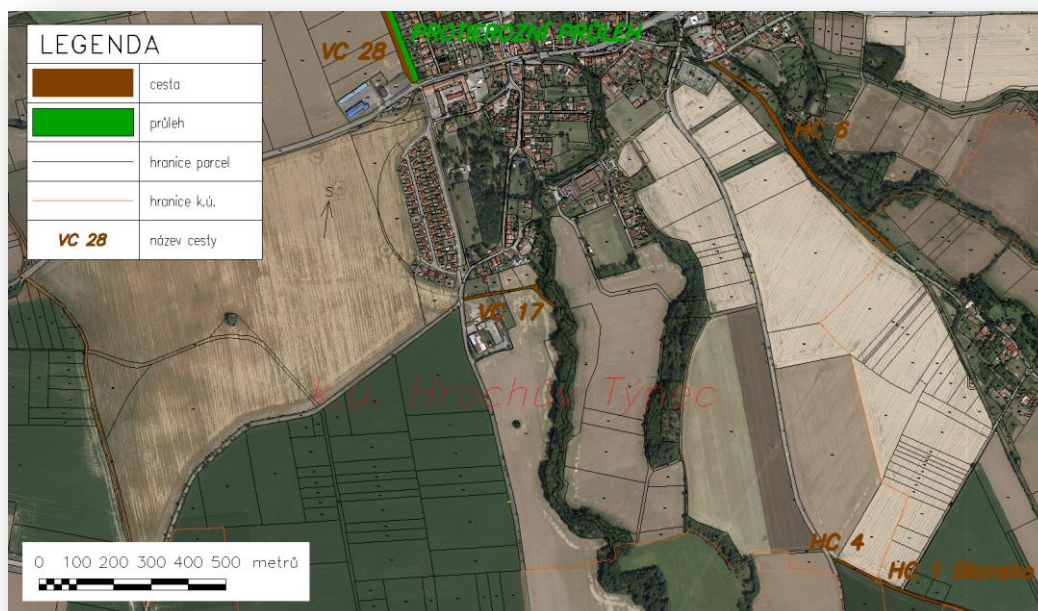 LEGENDA
cesta
průleh
hranice parcel
hranice k.ú.
VC 28
název cesty
VC 28
PROTIEROZNÍ PRŮLEH
HC 6
S
VC 17
k.ú. Hrochův Týnec
HC 4
HC 1 Blansko
0 100 200 300 400 500 metrů